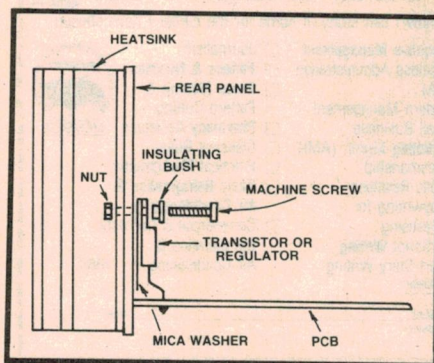 HEATSINK
REAR PANEL
INSULATING
BUSH
NUT
MACHINE SCREW
TRANSISTOR OR
REGULATOR
MICA WASHER
PCB